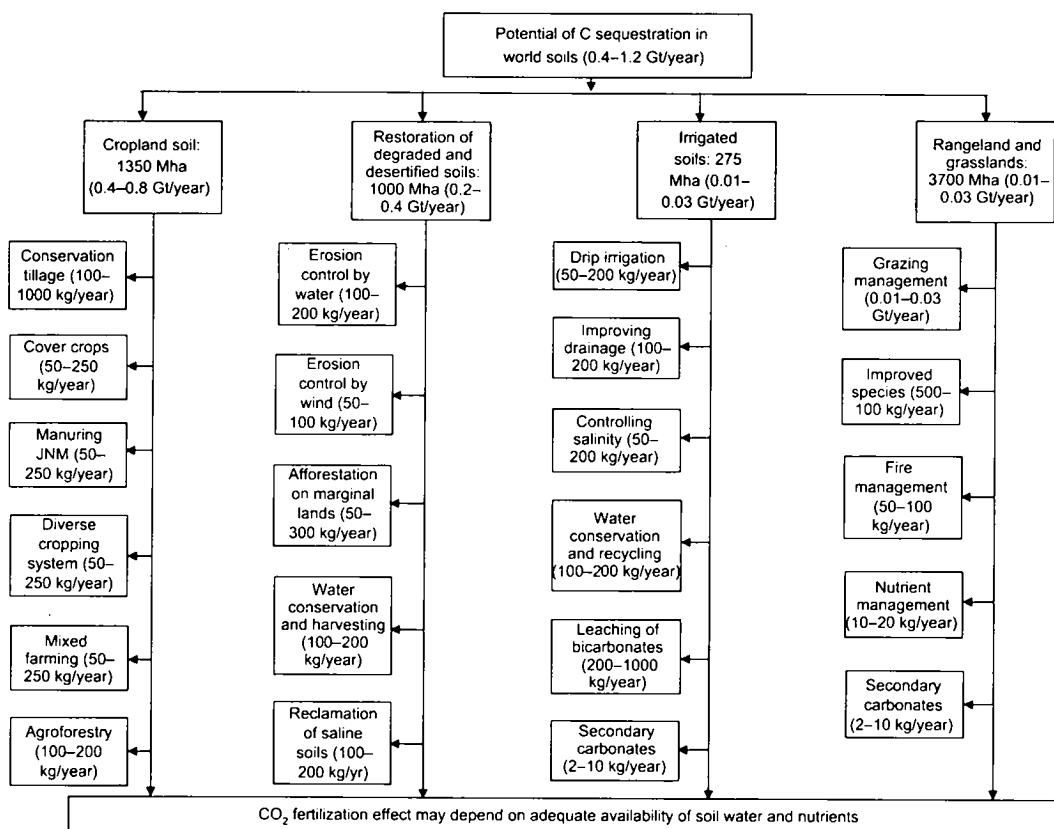 Potential of C sequestration in
world soils (0.4–1.2 Gt/year)
Cropland soil:
1350 Mha
(0.4–0.8 Gt/year)
Restoration of
degraded and
desertified soils:
1000 Mha (0.2–
0.4 Gt/year)
Irrigated
soils: 275
Mha (0.01–
0.03 Gt/year)
Rangeland and
grasslands:
3700 Mha (0.01–
0.03 Gt/year)
Conservation
tillage (100–
1000 kg/year)
Cover crops
(50–250
kg/year)
Manuring
JNM (50–
250 kg/year)
Diverse
cropping
system (50–
250 kg/year)
Mixed
farming (50–
250 kg/year)
Agroforestry
(100–200
kg/year)
Erosion
control by
water (100–
200 kg/year)
Erosion
control by
wind (50–
100 kg/year)
Afforestation
on marginal
lands (50–
300 kg/year)
Water
conservation
and harvesting
(100–200
kg/year)
Reclamation
of saline
soils (100–
200 kg/yr)
Drip irrigation
(50–200 kg/year)
Improving
drainage (100–
200 kg/year)
Controlling
salinity (50–
200 kg/year)
Water
conservation
and recycling
(100–200 kg/year)
Leaching of
bicarbonates
(200–1000
kg/year)
Secondary
carbonates
(2–10 kg/year)
Grazing
management
(0.01–0.03
Gt/year)
Improved
species (500–
100 kg/year)
Fire
management
(50–100
kg/year)
Nutrient
management
(10–20 kg/year)
Secondary
carbonates
(2–10 kg/year)
CO₂ fertilization effect may depend on adequate availability of soil water and nutrients